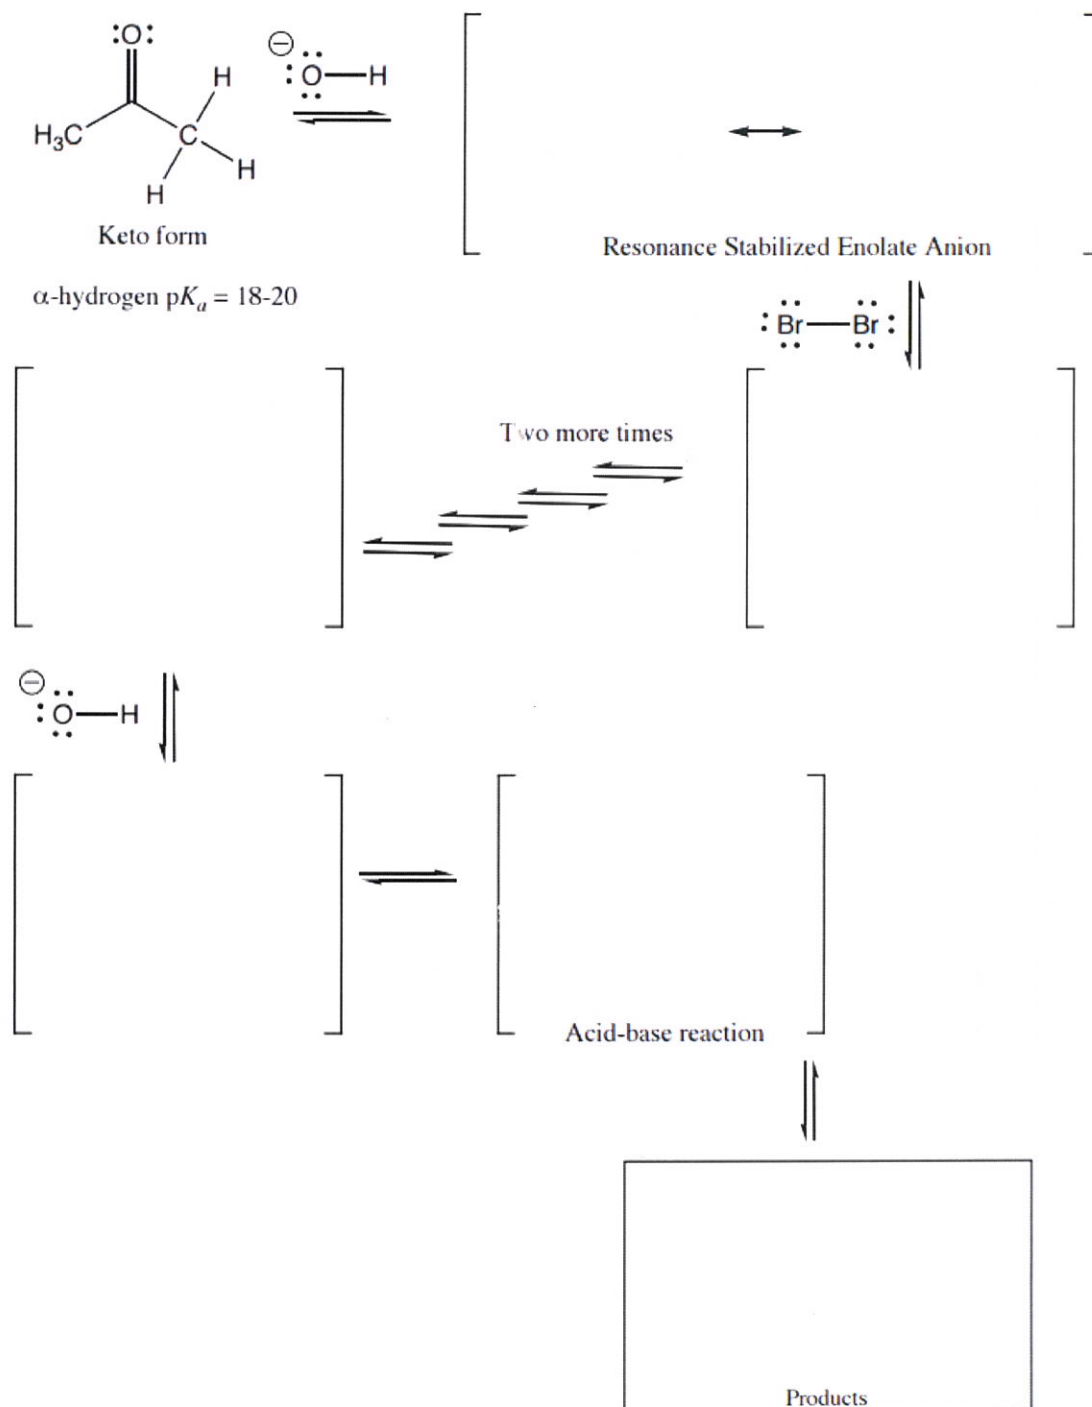 :O:
H
⊖
:O—H
H₃C
C
H
H
Keto form
Resonance Stabilized Enolate Anion
α-hydrogen pKₐ = 18-20
:Br—Br:
Two more times
⊖
:O—H
Acid-base reaction
Products